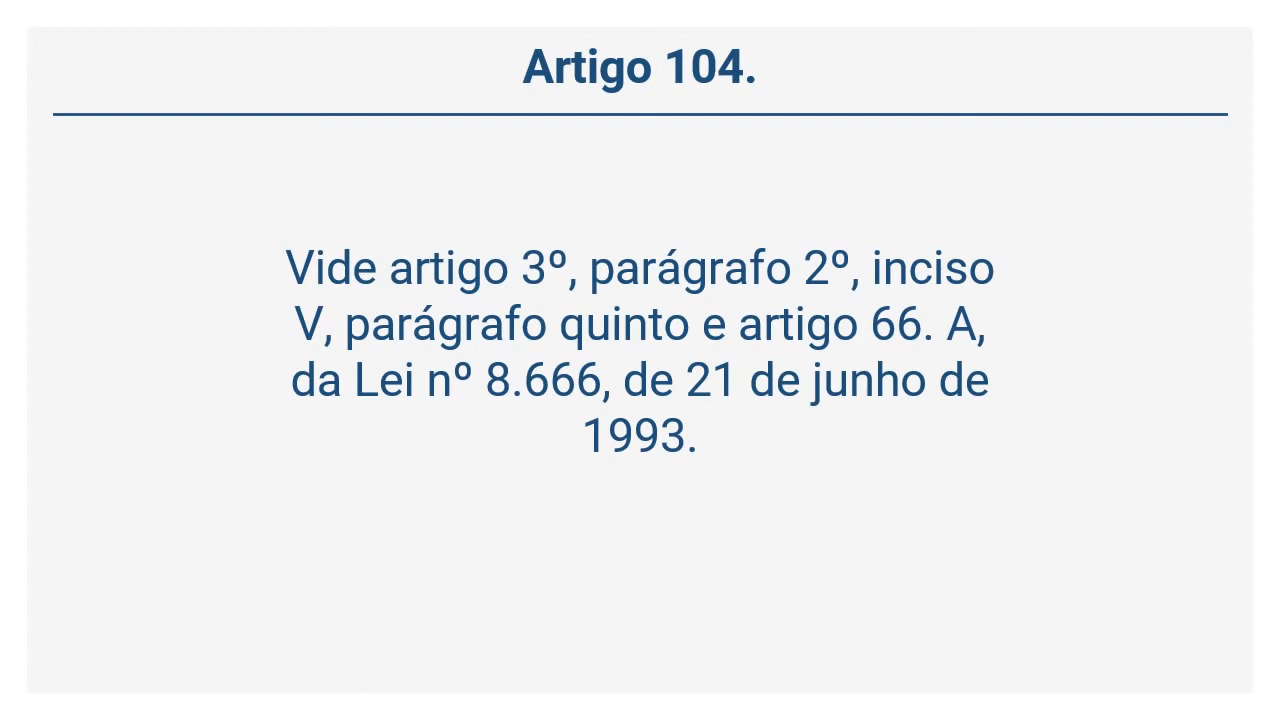 Artigo 104.
Vide artigo 3º, parágrafo 2º, inciso
V, parágrafo quinto e artigo 66. A,
da Lei nº 8.666, de 21 de junho de
1993.